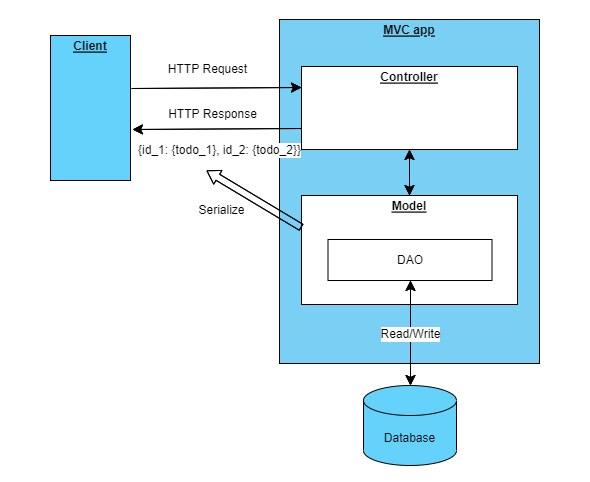 Client
MVC app
HTTP Request
Controller
HTTP Response
{id_1: {todo_1}, id_2: {todo_2}}
Serialize
Model
DAO
Read/Write
Database